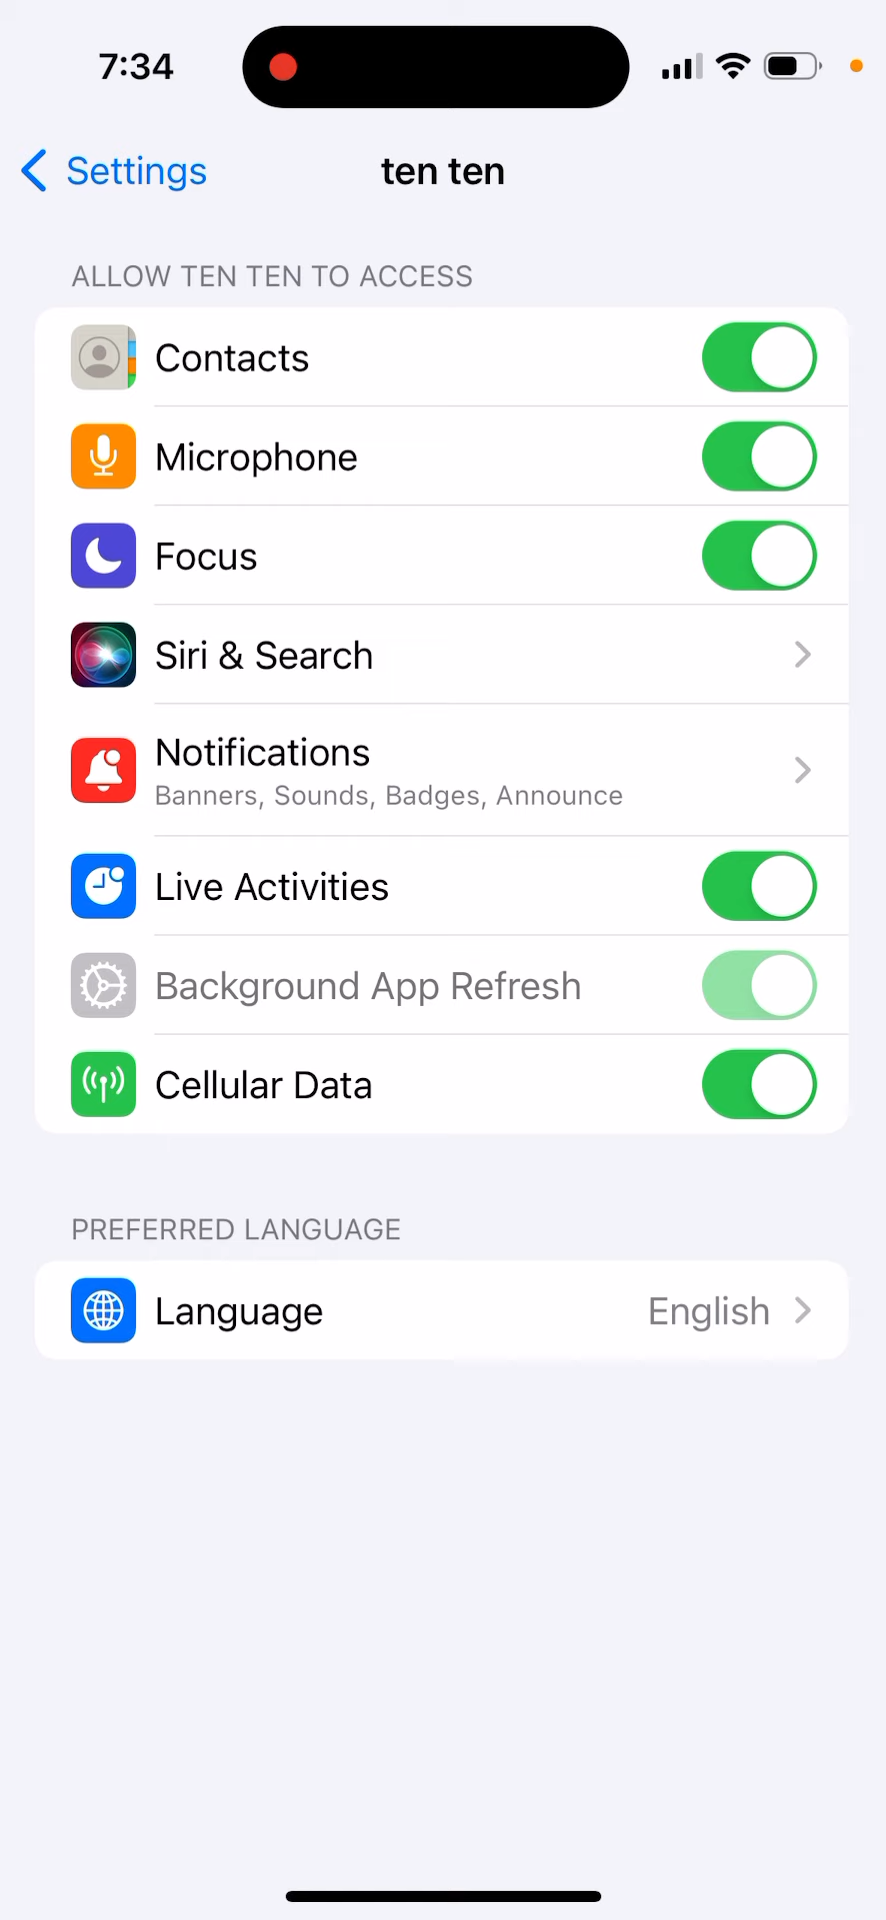 7:34
Settings
ten ten
ALLOW TEN TEN TO ACCESS
Contacts
Microphone
Focus
Siri & Search
Notifications
Banners, Sounds, Badges, Announce
Live Activities
Background App Refresh
Cellular Data
PREFERRED LANGUAGE
Language English